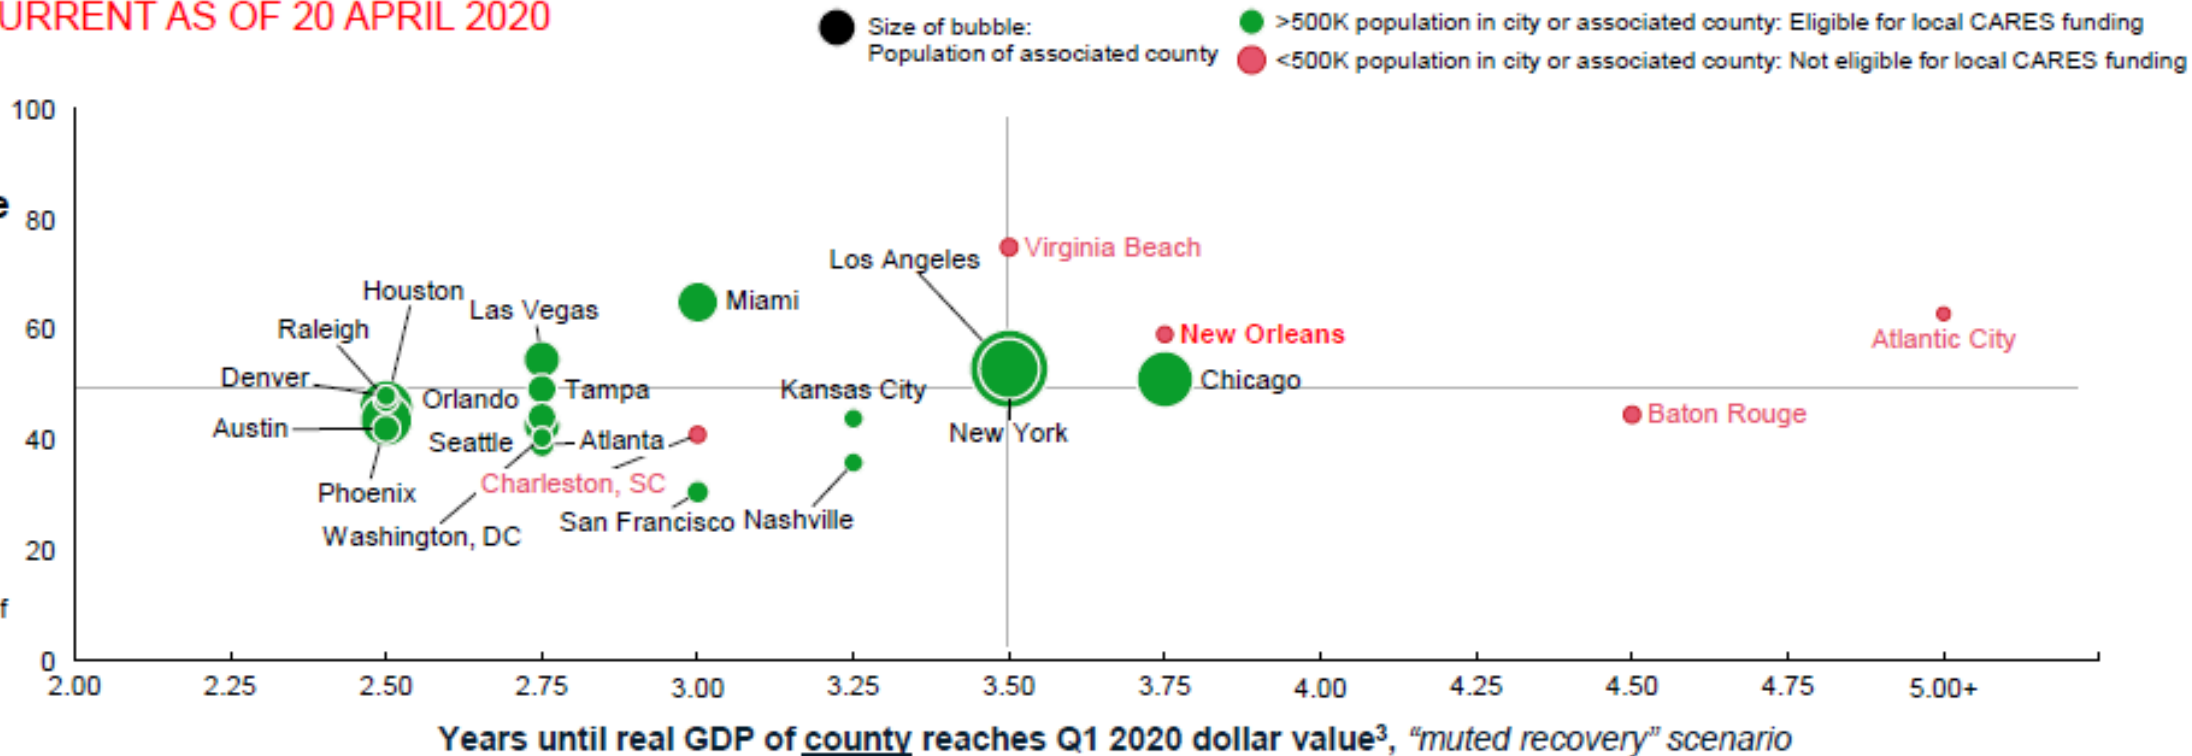 URRENT AS OF 20 APRIL 2020
Size of bubble:
Population of associated county
>500K population in city or associated county: Eligible for local CARES funding
<500K population in city or associated county: Not eligible for local CARES funding
100
80
60
40
20
0
e
f
Houston
Las Vegas
Raleigh
Denver
Orlando
Tampa
Austin
Seattle
Atlanta
Phoenix
Charleston, SC
Washington, DC
San Francisco
Nashville
Miami
Kansas City
Los Angeles
New York
Virginia Beach
New Orleans
Chicago
Atlantic City
Baton Rouge
2.00 2.25 2.50 2.75 3.00 3.25 3.50 3.75 4.00 4.25 4.50 4.75 5.00+
Years until real GDP of county reaches Q1 2020 dollar value³, “muted recovery” scenario